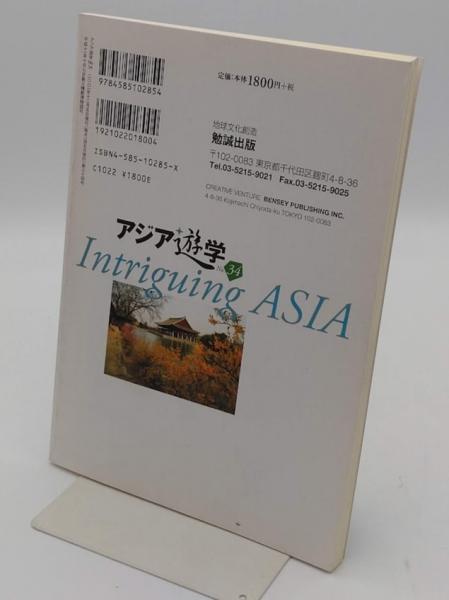 9784585102854
1921022018004
ISBN4-585-10285-X
C1022 ¥1800E
定価:本体1800円+税
地球文化創造
勉誠出版
〒102-0083 東京都千代田区麹町4-8-36
Tel.03-5215-9021 Fax.03-5215-9025
CREATIVE VENTURE BENSEY PUBLISHING INC.
4-8-36 Kojimachi Chiyoda-ku TOKYO 102-0083
アジア遊学
No.34
Intriguing ASIA